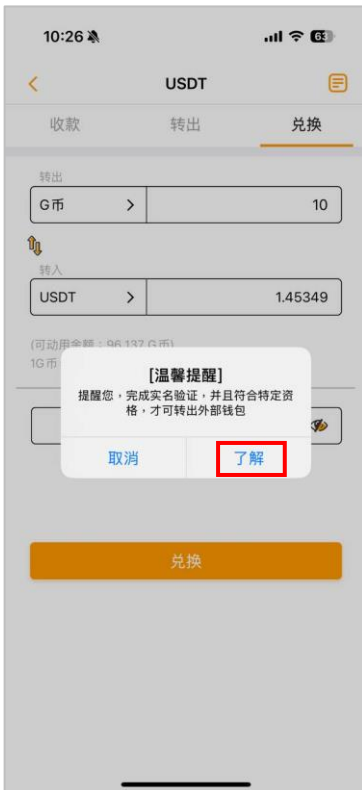 10:26
63
USDT
收款
转出
兑换
转出
G币
10
转入
USDT
1.45349
(可动用金额：96,137 G币)
1G币
[温馨提醒]
提醒您，完成实名验证，并且符合特定资
格，才可转出外部钱包
取消
了解
兑换